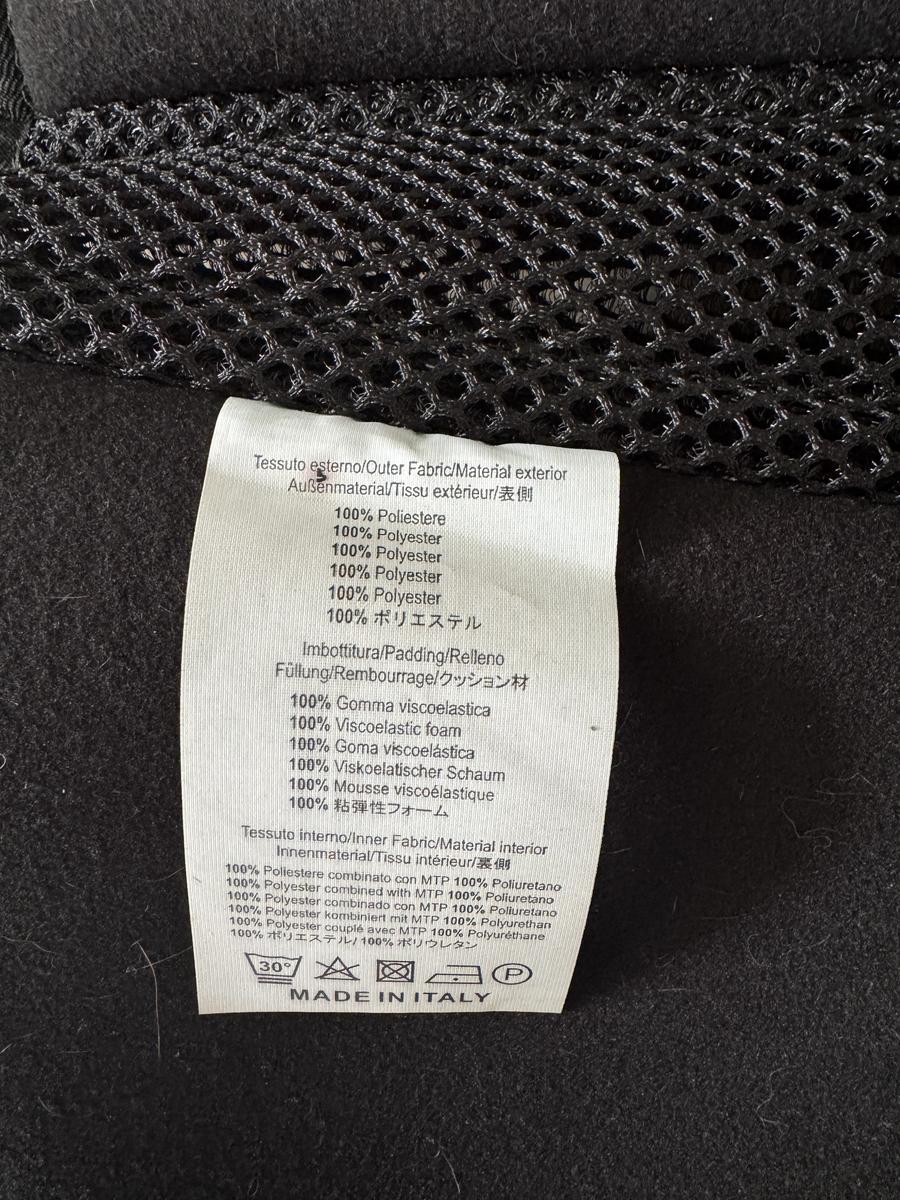 Tessuto esterno/Outer Fabric/Material exterior
Außenmaterial/Tissu extérieur/表側
100% Poliestere
100% Polyester
100% Polyester
100% Polyester
100% Polyester
100% ポリエステル
Imbottitura/Padding/Relleno
Füllung/Rembourrage/クッション材
100% Gomma viscoelastica
100% Viscoelastic foam
100% Goma viscoelástica
100% Viskoelatischer Schaum
100% Mousse viscoélastique
100% 粘弾性フォーム
Tessuto interno/Inner Fabric/Material interior
Innenmaterial/Tissu intérieur/裏側
100% Poliestere combinato con MTP 100% Poliuretano
100% Polyester combined with MTP 100% Poliuretano
100% Polyester combinado con MTP 100% Poliuretano
100% Polyester kombiniert mit MTP 100% Polyurethan
100% Polyester couplé avec MTP 100% Polyuréthane
100% ポリエステル/ 100% ポリウレタン
30° P
MADE IN ITALY